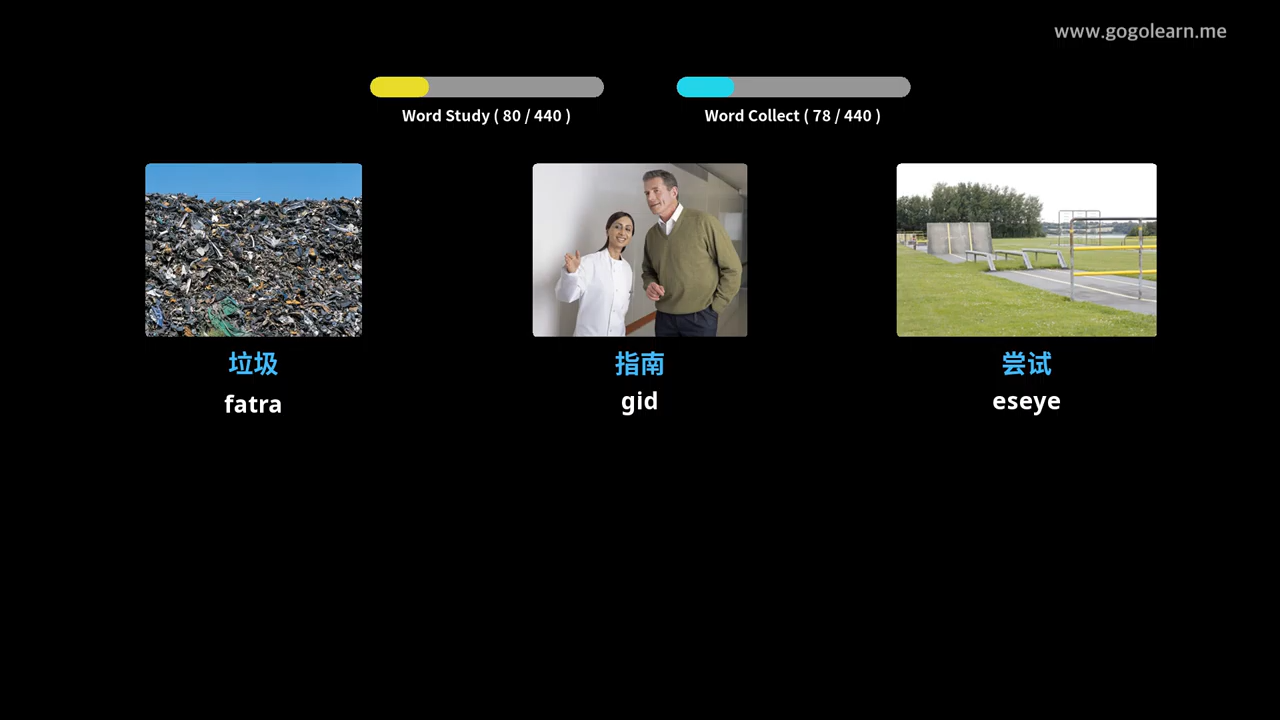 www.gogolearn.me
Word Study ( 80 / 440 )
Word Collect ( 78 / 440 )
垃圾
指南
尝试
fatra
gid
eseye